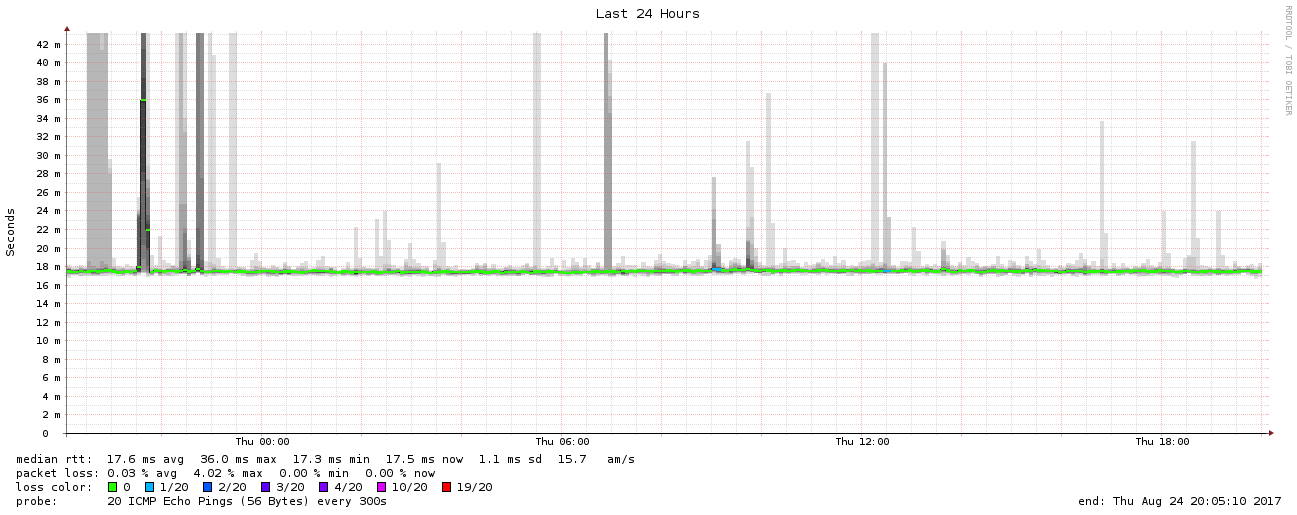 Last 24 Hours
RRDTOOL / TOBI OETIKER
Seconds
42 m
40 m
38 m
36 m
34 m
32 m
30 m
28 m
26 m
24 m
22 m
20 m
18 m
16 m
14 m
12 m
10 m
8 m
6 m
4 m
2 m
0
Thu 00:00 Thu 06:00 Thu 12:00 Thu 18:00
median rtt: 17.6 ms avg 36.0 ms max 17.3 ms min 17.5 ms now 1.1 ms sd 15.7 am/s
packet loss: 0.03 % avg 4.02 % max 0.00 % min 0.00 % now
loss color: 0 1/20 2/20 3/20 4/20 10/20 19/20
probe: 20 ICMP Echo Pings (56 Bytes) every 300s end: Thu Aug 24 20:05:10 2017